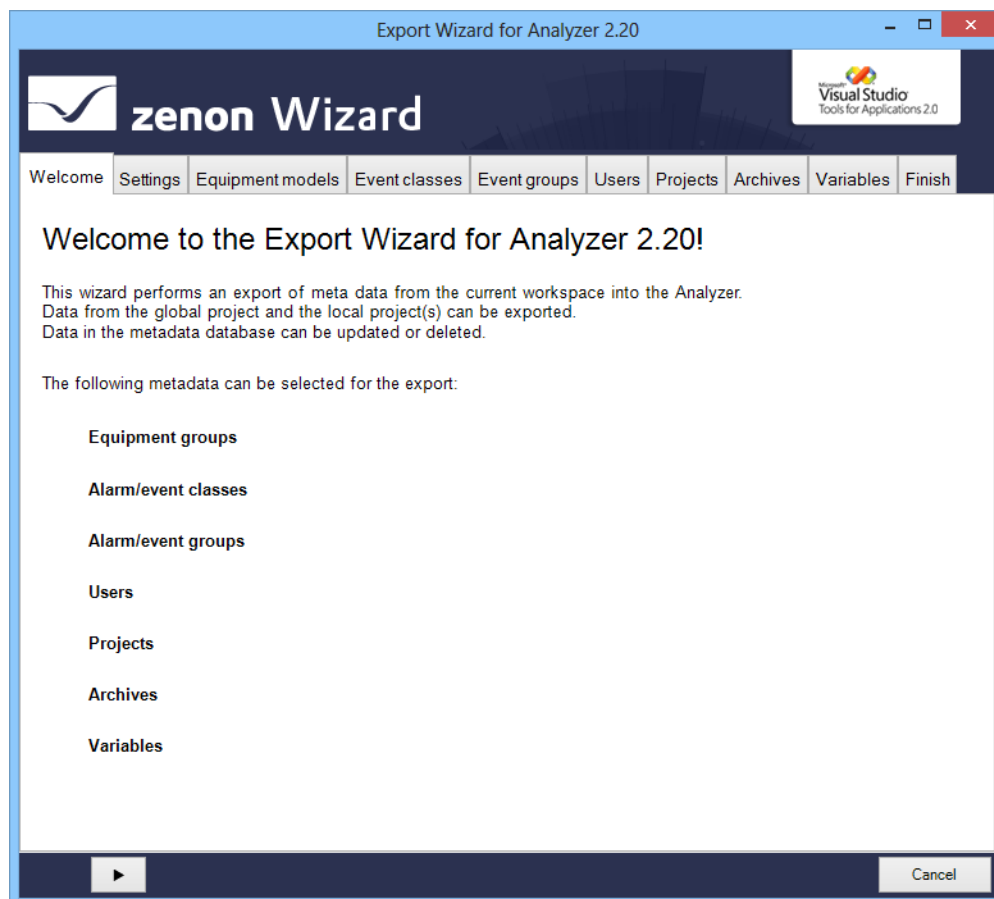 Export Wizard for Analyzer 2.20
zenon Wizard
Microsoft
Visual Studio
Tools for Applications 2.0
Welcome Settings Equipment models Event classes Event groups Users Projects Archives Variables Finish
Welcome to the Export Wizard for Analyzer 2.20!
This wizard performs an export of meta data from the current workspace into the Analyzer.
Data from the global project and the local project(s) can be exported.
Data in the metadata database can be updated or deleted.
The following metadata can be selected for the export:
Equipment groups
Alarm/event classes
Alarm/event groups
Users
Projects
Archives
Variables
Cancel